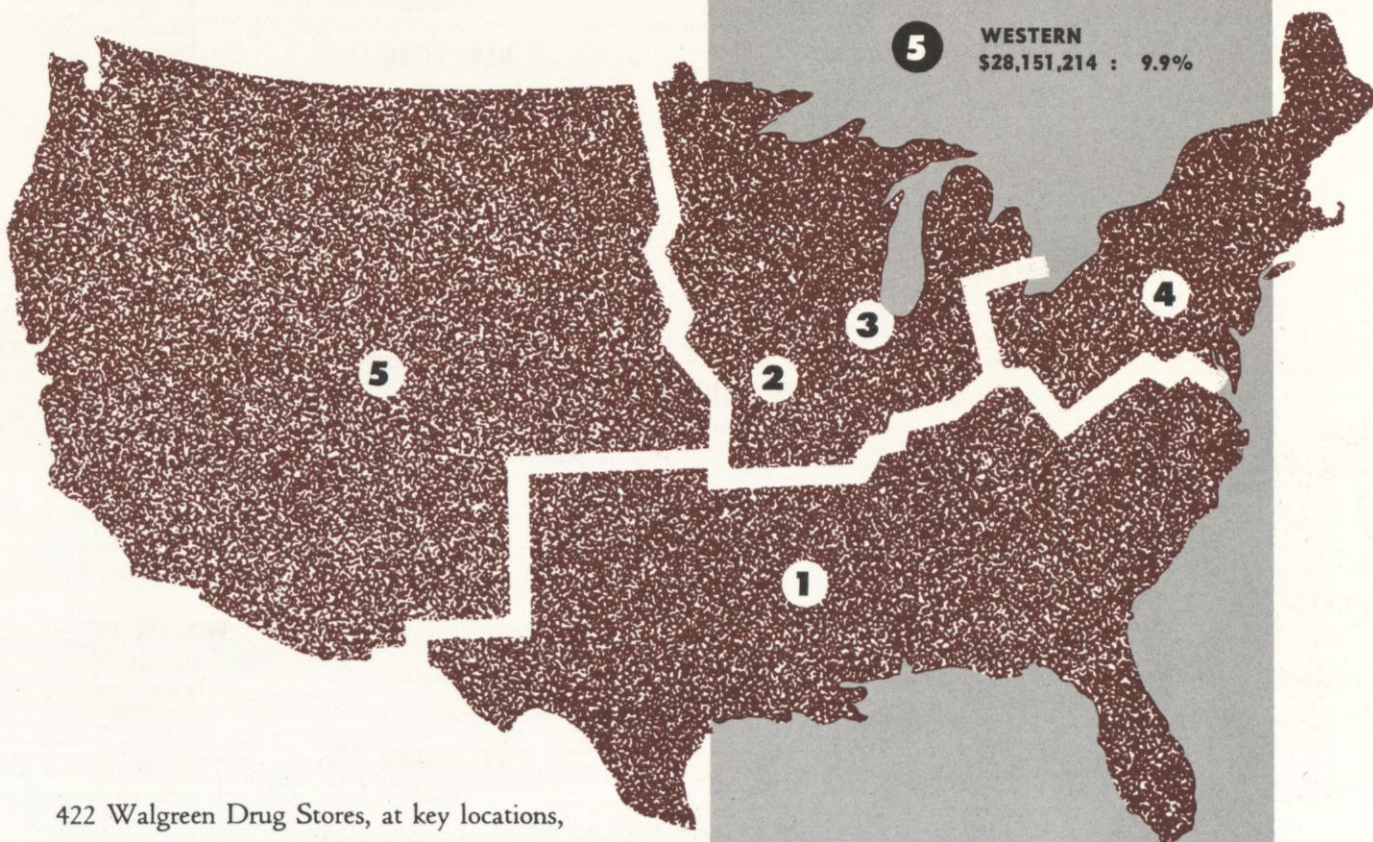 5 WESTERN
$28,151,214 : 9.9%
4
3
5
2
1
422 Walgreen Drug Stores, at key locations,